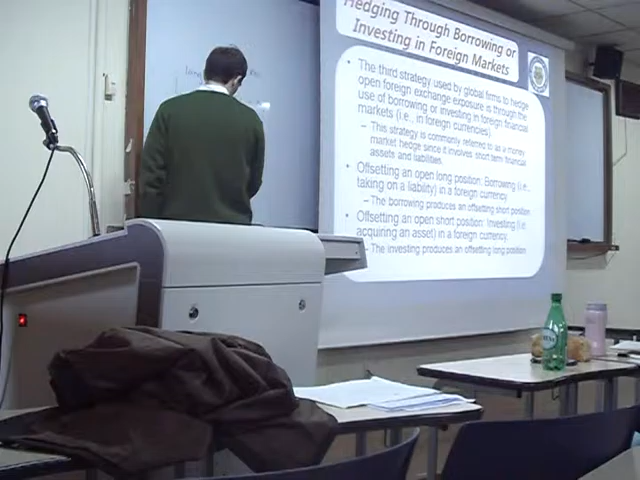 Hedging Through Borrowing or
Investing in Foreign Markets
• The third strategy used by global firms to hedge
open foreign exchange exposure is through the
use of borrowing or investing in foreign financial
markets (i.e., in foreign currencies)
– This strategy is commonly referred to as a money
market hedge since it involves short term financial
assets and liabilities.
• Offsetting an open long position: Borrowing (i.e.,
taking on a liability) in a foreign currency
– The borrowing produces an offsetting short position
• Offsetting an open short position: Investing (i.e.
acquiring an asset) in a foreign currency.
– The investing produces an offsetting long position